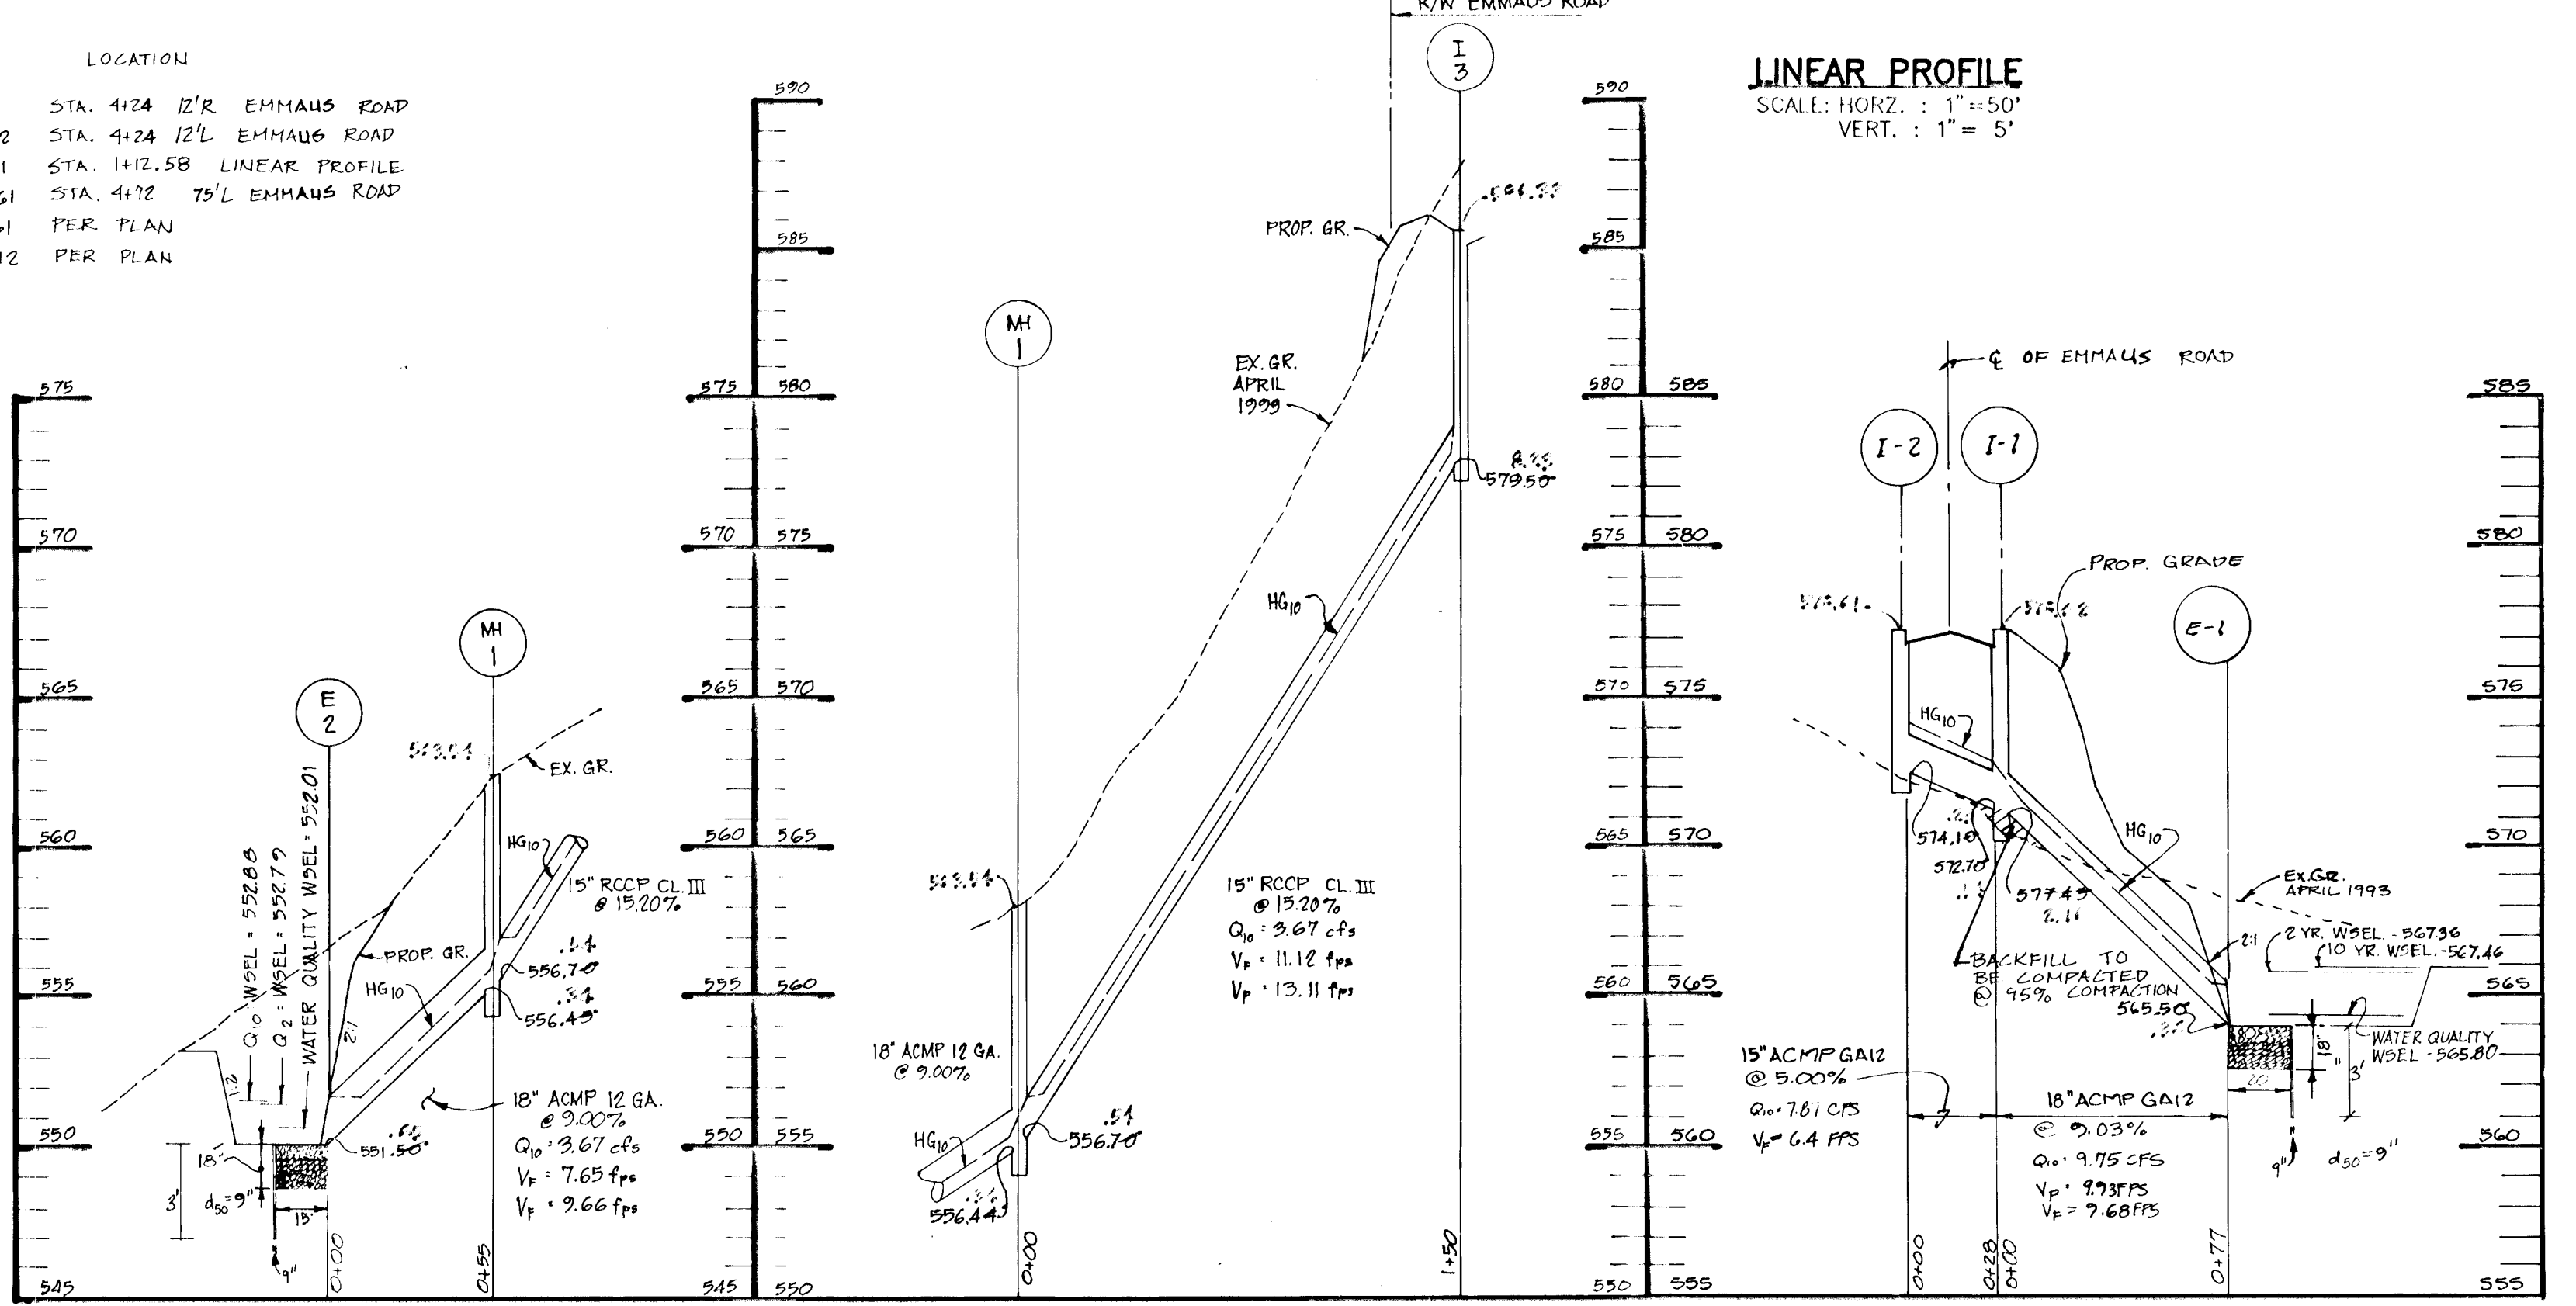 R/W EMMAUS ROAD
LOCATION
STA. 4+24 12'R EMMAUS ROAD
2 STA. 4+24 12'L EMMAUS ROAD
1 STA. 1+12.58 LINEAR PROFILE
STA. 4+72 75'L EMMAUS ROAD
PER PLAN
12 PER PLAN
LINEAR PROFILE
SCALE: HORZ. : 1"=50'
VERT. : 1"= 5'
575
570
565
560
555
550
545
E
2
MH
1
EX. GR.
PROP. GR.
HG10
HG10
Q10 WSEL = 552.88
Q2 = WSEL = 552.79
WATER QUALITY WSEL = 552.01
2:1
15" RCCP CL. III
@ 15.20%
556.70
556.45
551.50
18" ACMP 12 GA.
@ 9.00%
Q10 = 3.67 cfs
VF = 7.65 fps
VF = 9.66 fps
18"
3'
d50=9"
15'
9"
0+00
0+55
575
570
565
560
555
550
545
590
585
580
575
570
565
560
555
550
I
3
MH
1
PROP. GR.
EX. GR.
APRIL
1999
HG10
579.50
15" RCCP CL. III
@ 15.20%
Q10 = 3.67 cfs
VF = 11.12 fps
VP = 13.11 fps
18" ACMP 12 GA.
@ 9.00%
HG10
.54
556.70
556.44
0+00
1+50
590
585
580
575
570
565
560
555
550
585
580
575
570
565
560
555
℄ OF EMMAUS ROAD
I-2
I-1
E-1
PROP. GRADE
HG10
HG10
574.10
572.70
577.45
BACKFILL TO
BE COMPACTED
@ 95% COMPACTION
565.50
EX.GR.
APRIL 1993
2:1
2 YR. WSEL. -567.36
10 YR. WSEL. -567.46
WATER QUALITY
WSEL -565.80
18"
3'
20
9"
d50=9"
15" ACMP GA12
@ 5.00%
Q10= 7.87 CFS
VF= 6.4 FPS
18" ACMP GA12
@ 9.03%
Q10= 9.75 CFS
VP= 9.93 FPS
VF= 9.68 FPS
0+00
0+28
0+00
0+77
585
580
575
570
565
560
555